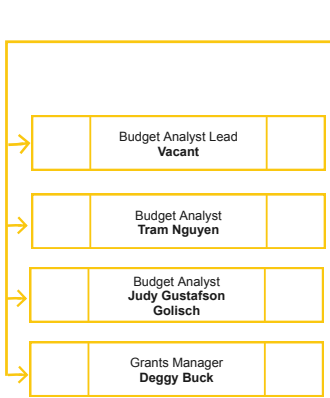 Budget Analyst Lead
Vacant
Budget Analyst
Tram Nguyen
Budget Analyst
Judy Gustafson
Golisch
Grants Manager
Deggy Buck